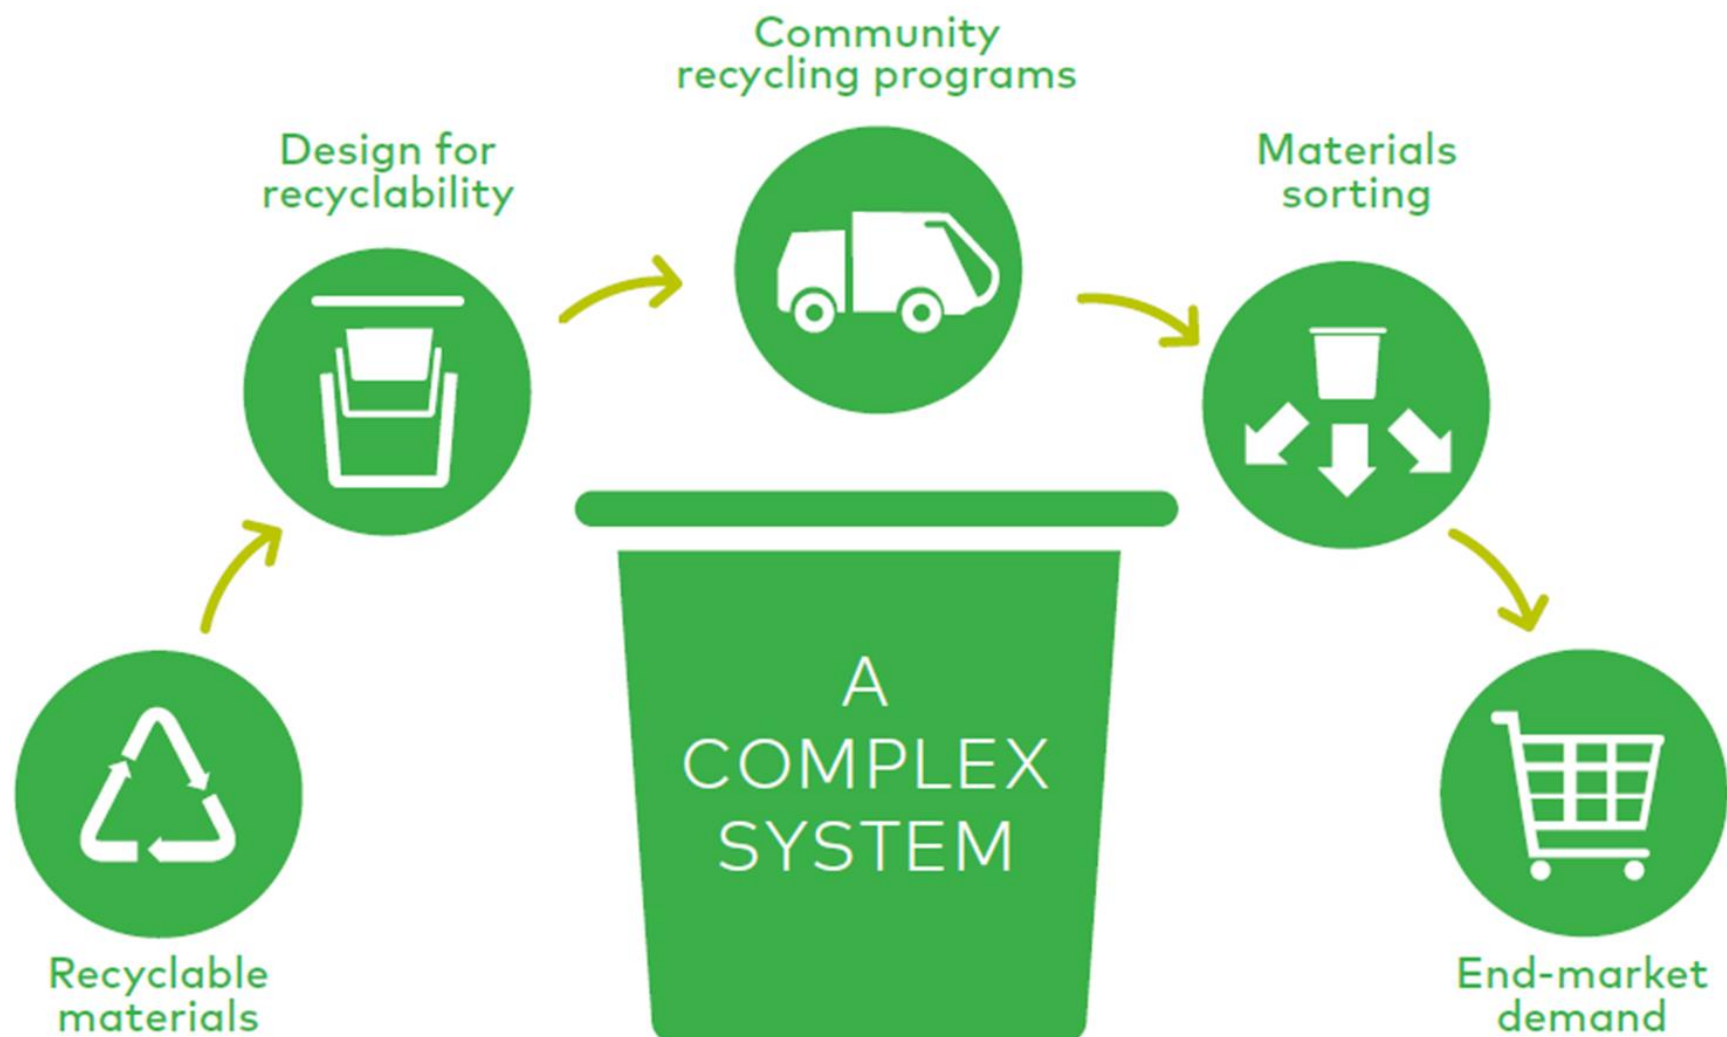 Community
recycling programs
Design for
recyclability
Materials
sorting
A
COMPLEX
SYSTEM
Recyclable
materials
End-market
demand